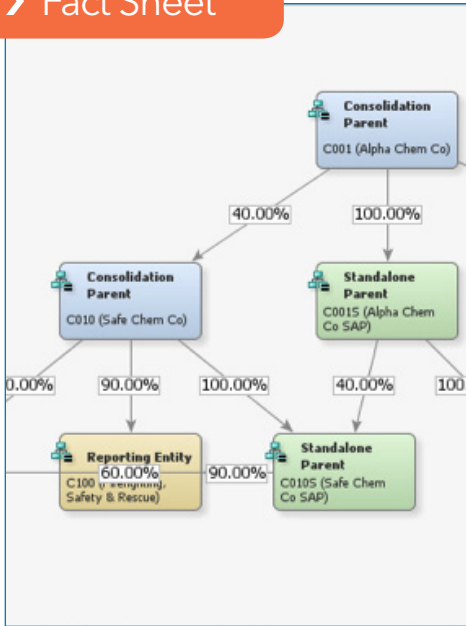 Fact Sheet
Consolidation
Parent
C001 (Alpha Chem Co)
40.00%
100.00%
Consolidation
Parent
C010 (Safe Chem Co)
Standalone
Parent
C001S (Alpha Chem
Co SAP)
0.00%
90.00%
100.00%
40.00%
100.
Reporting Entity
60.00%
C100
Safety & Rescue)
90.00%
Standalone
Parent
C010S (Safe Chem
Co SAP)